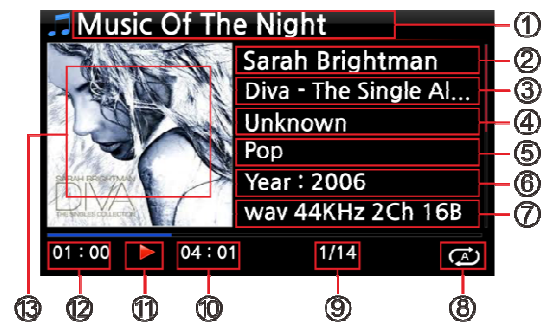 Music Of The Night
①
Sarah Brightman
②
Diva - The Single Al...
③
Unknown
④
Pop
⑤
Year : 2006
⑥
wav 44KHz 2Ch 16B
⑦
SARAH BRIGHTMAN
DIVA
THE SINGLES COLLECTION
01 : 00
04 : 01
1/14
A
⑬
⑫
⑪
⑩
⑨
⑧